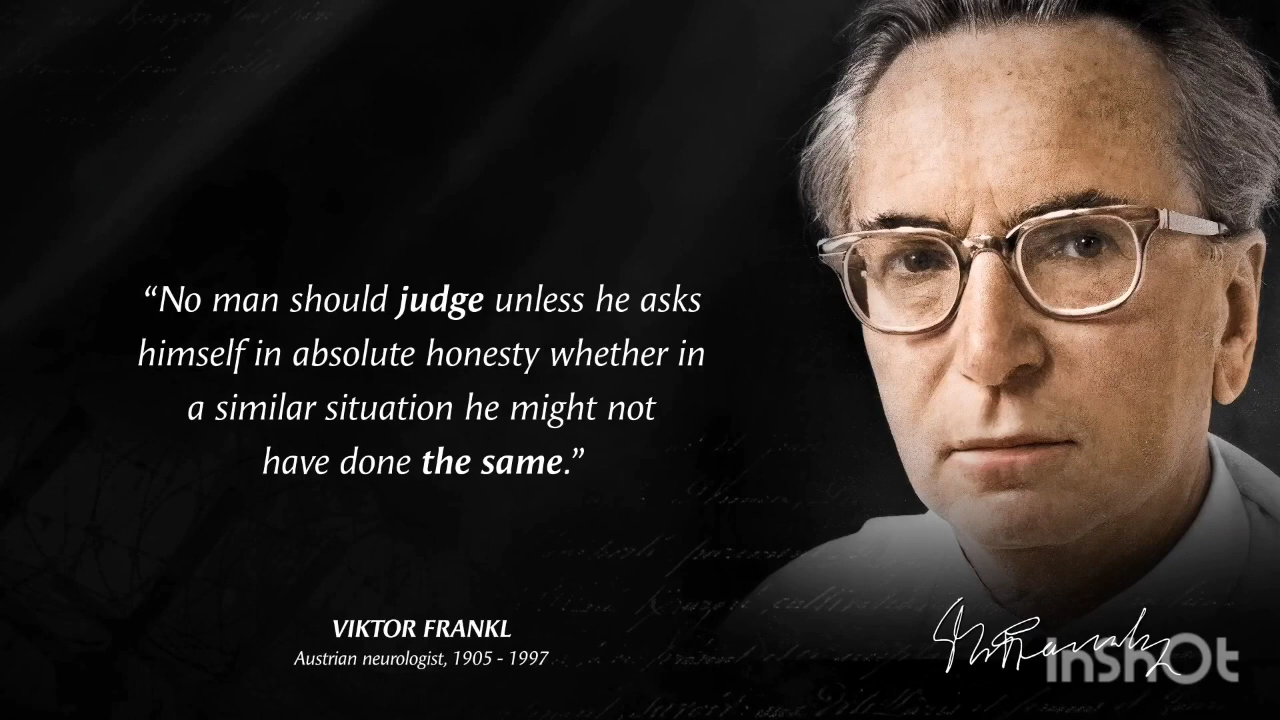 “No man should judge unless he asks
himself in absolute honesty whether in
a similar situation he might not
have done the same.”
VIKTOR FRANKL
Austrian neurologist, 1905 - 1997
InShOt